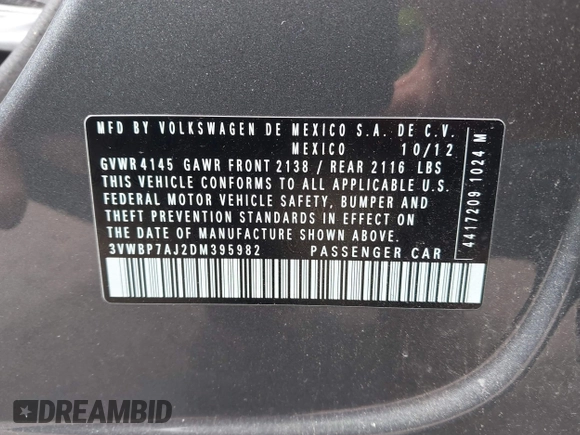 MFD BY VOLKSWAGEN DE MEXICO S.A. DE C.V.
MEXICO 10/12
GVWR 4145 GAWR FRONT 2138 / REAR 2116 LBS
THIS VEHICLE CONFORMS TO ALL APPLICABLE U.S.
FEDERAL MOTOR VEHICLE SAFETY, BUMPER AND
THEFT PREVENTION STANDARDS IN EFFECT ON
THE DATE OF MANUFACTURE SHOWN ABOVE.
3VWBP7AJ2DM395982 PASSENGER CAR
4417209 1024 M
DREAMBID